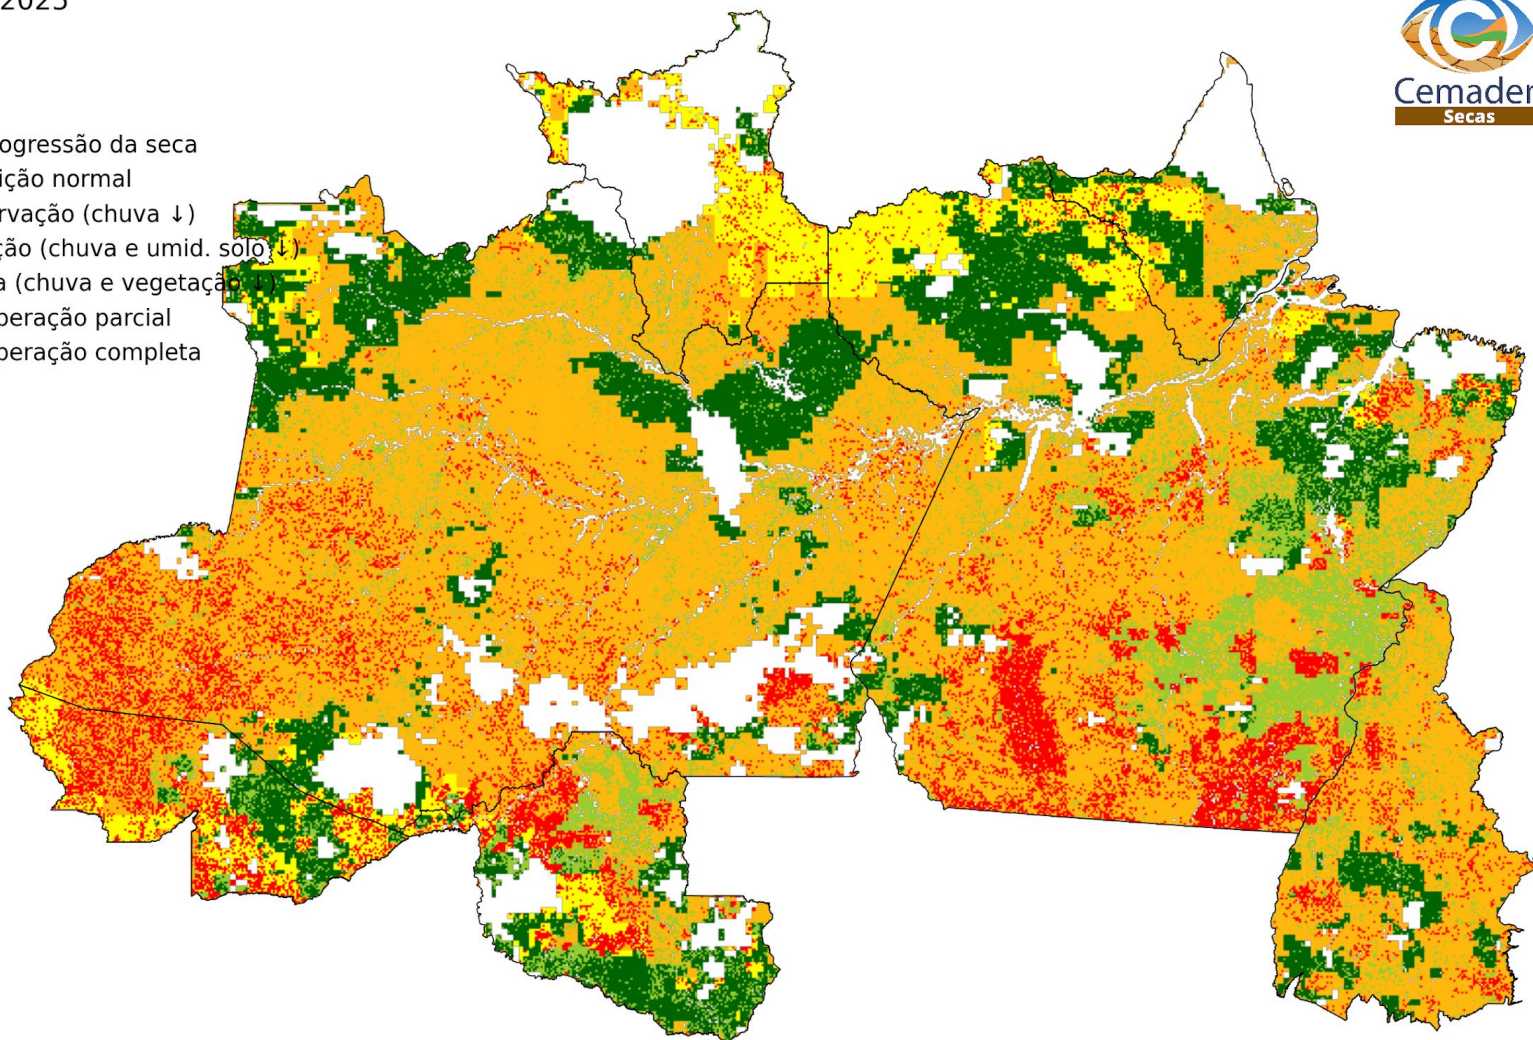 2025
Cemaden
Secas
ogressão da seca
ição normal
rvação (chuva ↓)
ção (chuva e umid. solo ↓)
a (chuva e vegetação ↓)
peração parcial
peração completa